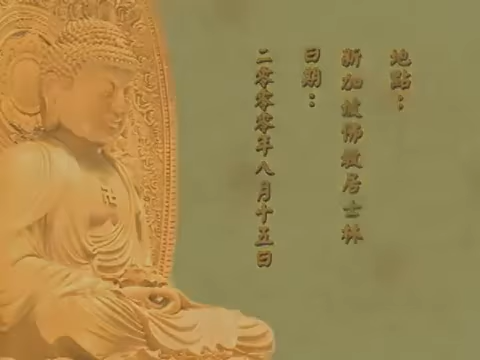 地點：
新加坡佛教居士林
日期：
二零零零年八月十五日
卍